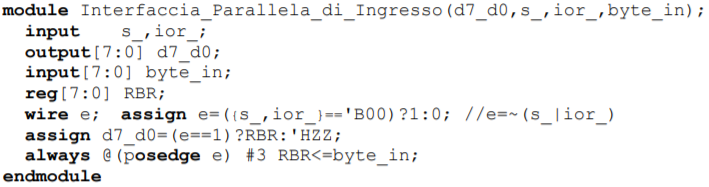 module Interfaccia_Parallela_di_Ingresso(d7_d0,s_,ior_,byte_in);
input s_,ior_;
output[7:0] d7_d0;
input[7:0] byte_in;
reg[7:0] RBR;
wire e; assign e=({s_,ior_}=='B00)?1:0; //e=~(s_|ior_)
assign d7_d0=(e==1)?RBR:'HZZ;
always @(posedge e) #3 RBR<=byte_in;
endmodule